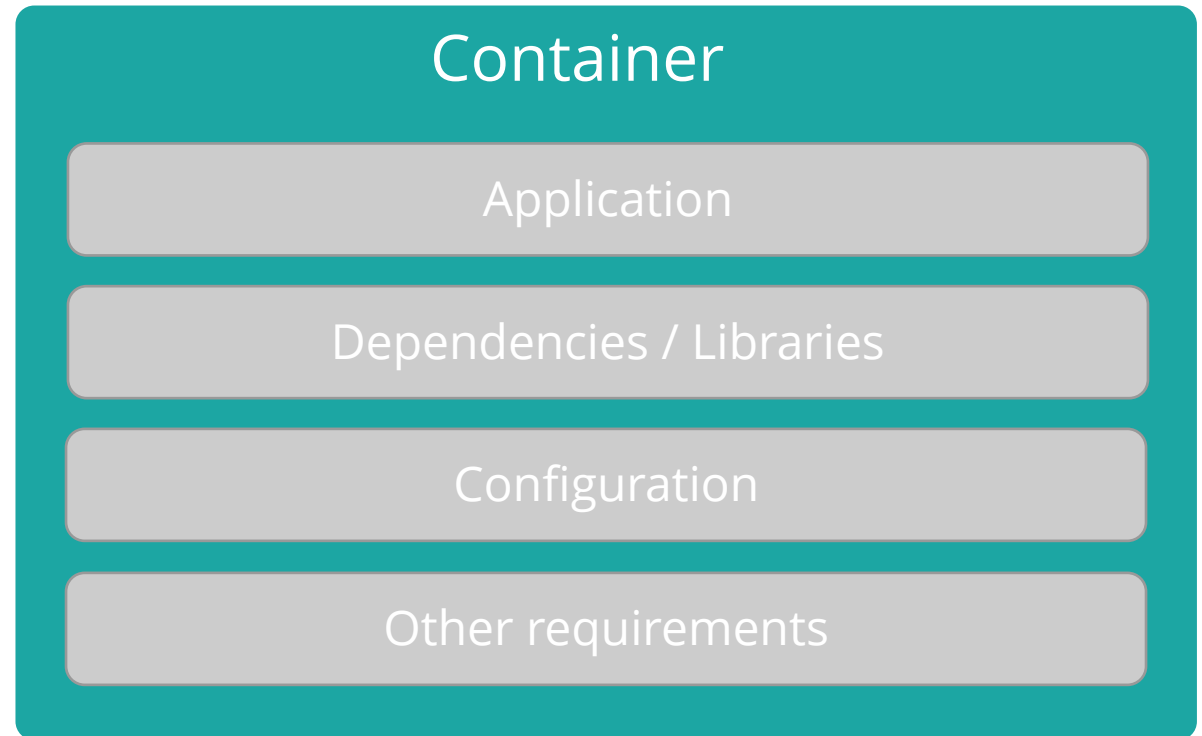 Container
Application
Dependencies / Libraries
Configuration
Other requirements